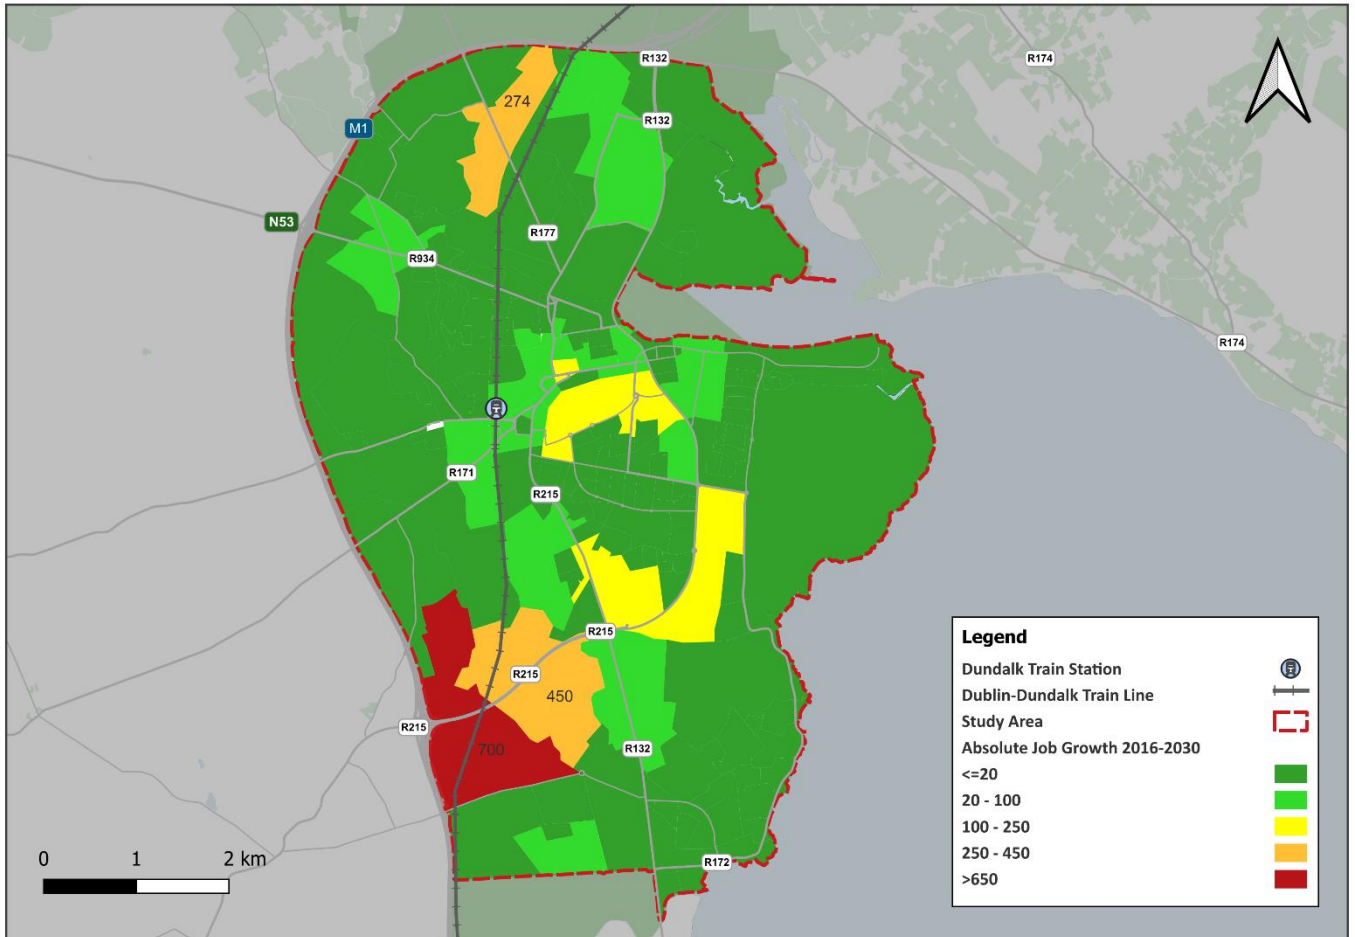 R132
R174
274
R132
M1
N53
R177
R934
R174
R171
R215
R215
R215
450
R215
700
R132
R172
0 1 2 km
Legend
Dundalk Train Station
Dublin-Dundalk Train Line
Study Area
Absolute Job Growth 2016-2030
<=20
20 - 100
100 - 250
250 - 450
>650